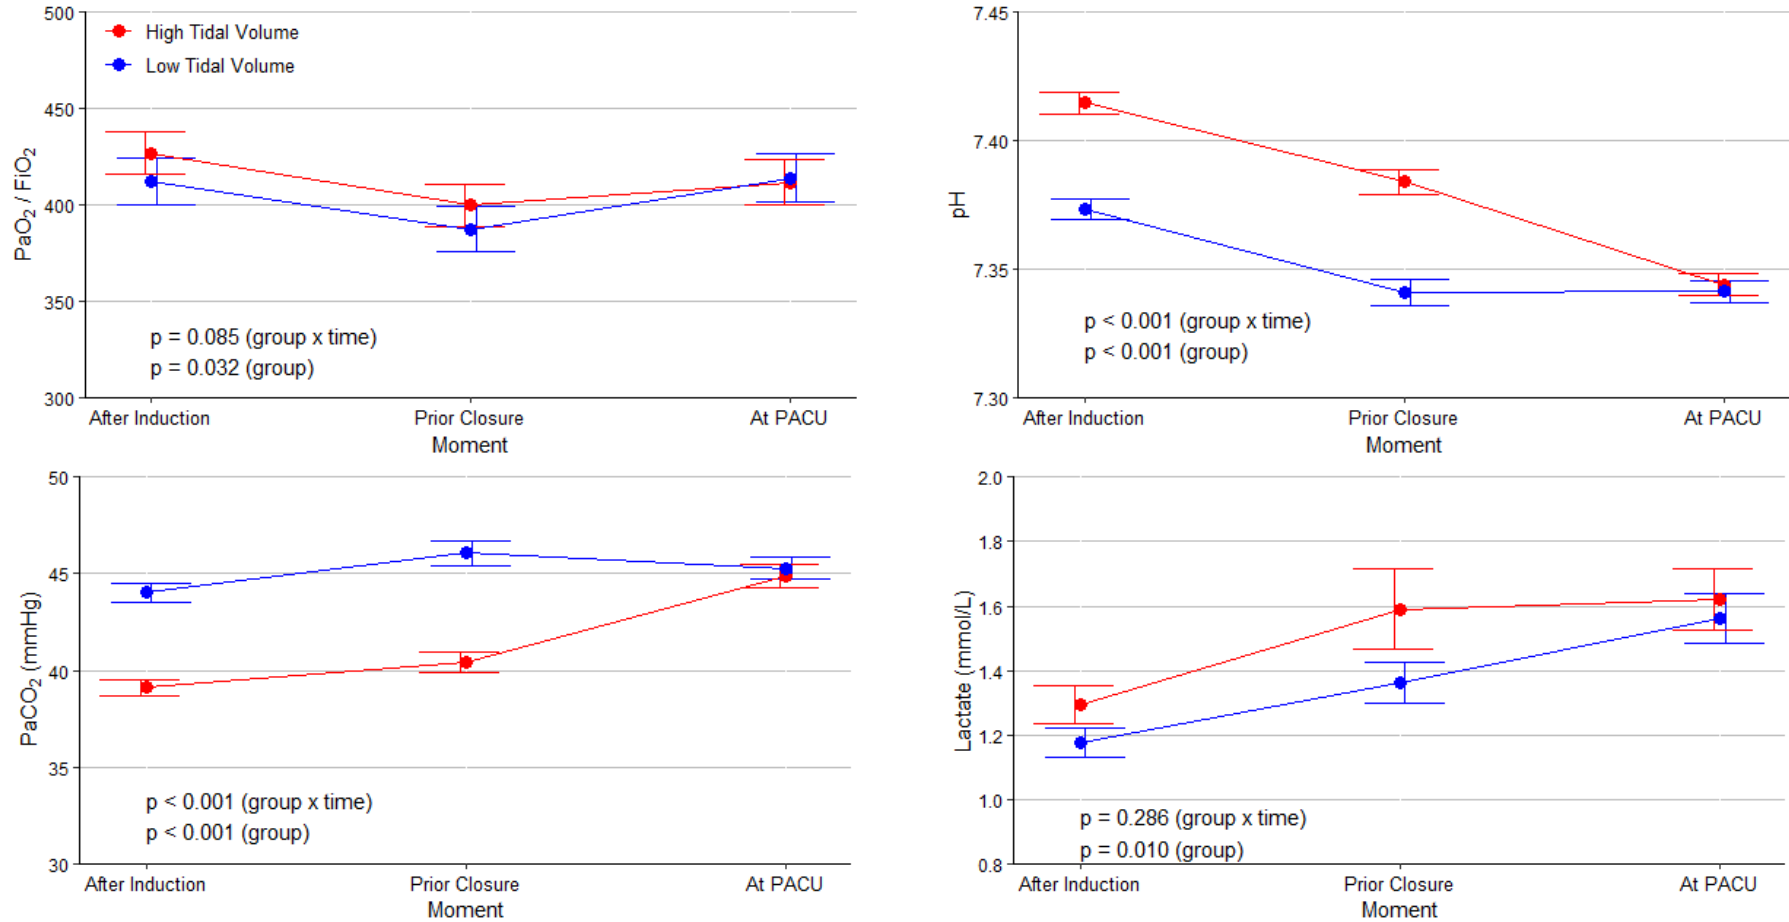 500
450
400
350
300
PaO₂ / FiO₂
High Tidal Volume
Low Tidal Volume
p = 0.085 (group x time)
p = 0.032 (group)
After Induction
Prior Closure
At PACU
Moment
7.45
7.40
7.35
7.30
pH
p < 0.001 (group x time)
p < 0.001 (group)
After Induction
Prior Closure
At PACU
Moment
50
45
40
35
30
PaCO₂ (mmHg)
p < 0.001 (group x time)
p < 0.001 (group)
After Induction
Prior Closure
At PACU
Moment
2.0
1.8
1.6
1.4
1.2
1.0
0.8
Lactate (mmol/L)
p = 0.286 (group x time)
p = 0.010 (group)
After Induction
Prior Closure
At PACU
Moment